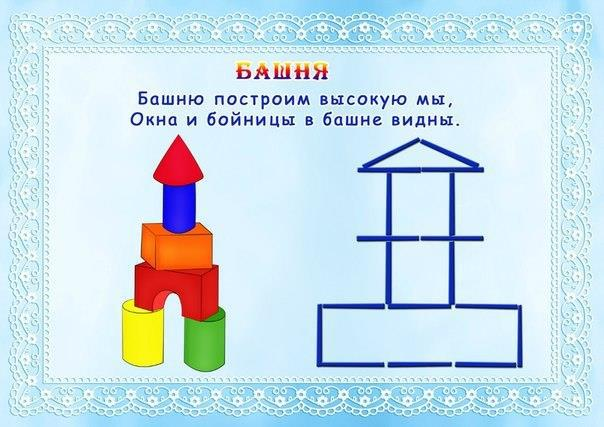 БАШНЯ
Башню построим высокую мы,
Окна и бойницы в башне видны.